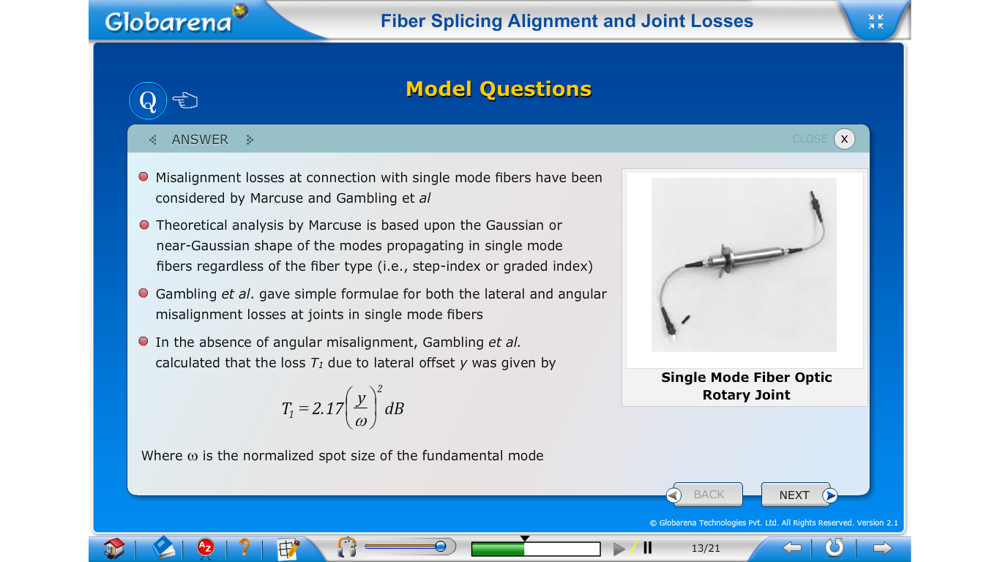 Globarena
Fiber Splicing Alignment and Joint Losses
Q
Model Questions
ANSWER
CLOSE X
Misalignment losses at connection with single mode fibers have been
considered by Marcuse and Gambling et al
Theoretical analysis by Marcuse is based upon the Gaussian or
near-Gaussian shape of the modes propagating in single mode
fibers regardless of the fiber type (i.e., step-index or graded index)
Gambling et al. gave simple formulae for both the lateral and angular
misalignment losses at joints in single mode fibers
In the absence of angular misalignment, Gambling et al.
calculated that the loss T₁ due to lateral offset y was given by
T₁ = 2.17(y/ω)² dB
Where ω is the normalized spot size of the fundamental mode
Single Mode Fiber Optic
Rotary Joint
BACK
NEXT
© Globarena Technologies Pvt. Ltd. All Rights Reserved. Version 2.1
AZ
?
13/21